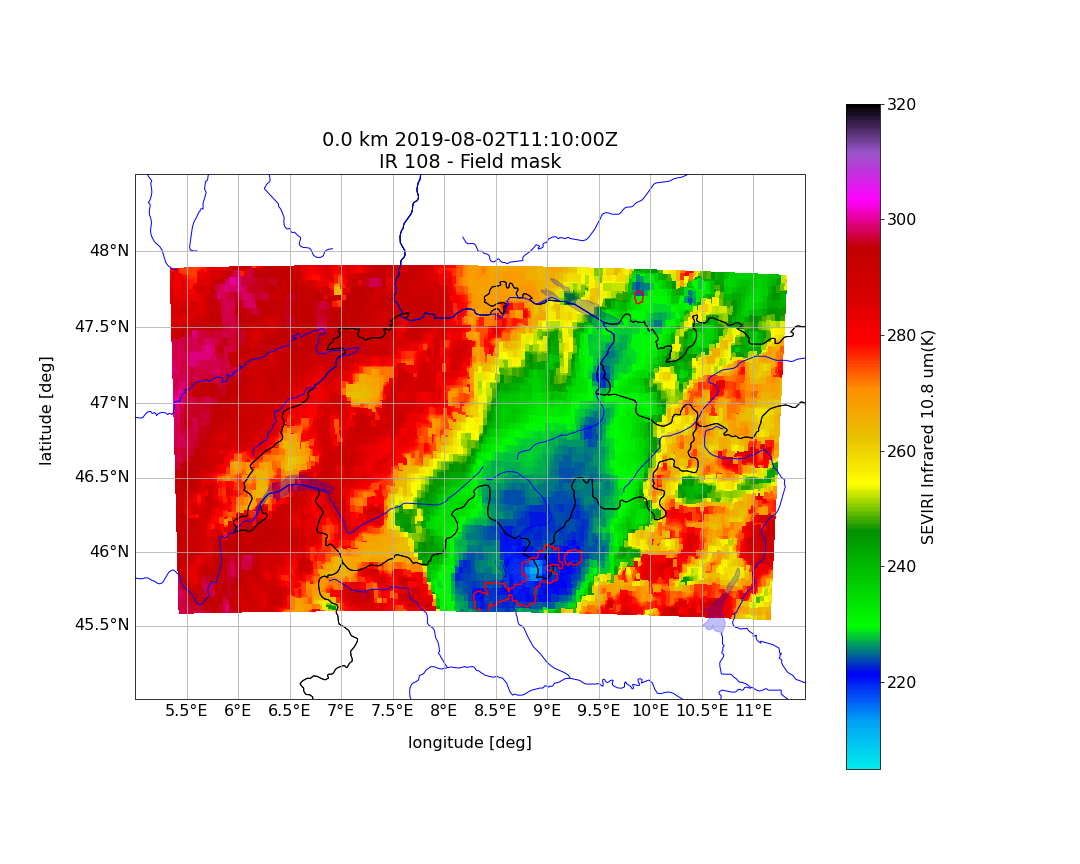 0.0 km 2019-08-02T11:10:00Z
IR 108 - Field mask
320
300
280
260
240
220
SEVIRI Infrared 10.8 um(K)
48°N
47.5°N
47°N
46.5°N
46°N
45.5°N
latitude [deg]
5.5°E 6°E 6.5°E 7°E 7.5°E 8°E 8.5°E 9°E 9.5°E 10°E 10.5°E 11°E
longitude [deg]